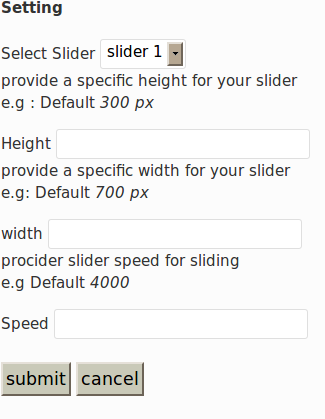 Setting
Select Slider slider 1
provide a specific height for your slider
e.g : Default 300 px
Height
provide a specific width for your slider
e.g: Default 700 px
width
procider slider speed for sliding
e.g Default 4000
Speed
submit cancel